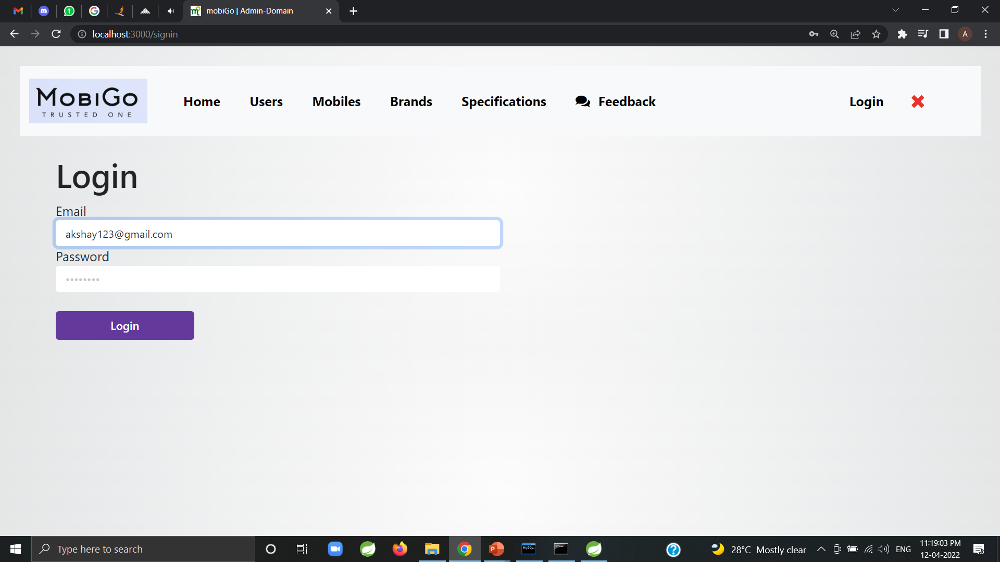 mobiGo | Admin-Domain
localhost:3000/signin
A
MOBIGO
TRUSTED ONE
Home Users Mobiles Brands Specifications Feedback Login
Login
Email
akshay123@gmail.com
Password
Login
Type here to search
28°C Mostly clear
ENG
11:19:03 PM
12-04-2022